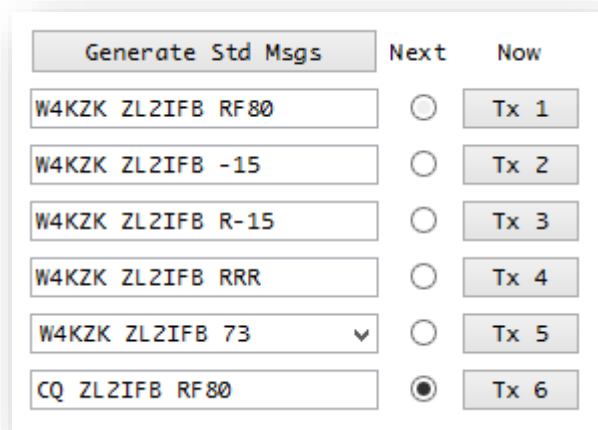 Generate Std Msgs Next Now
W4KZK ZL2IFB RF80 Tx 1
W4KZK ZL2IFB -15 Tx 2
W4KZK ZL2IFB R-15 Tx 3
W4KZK ZL2IFB RRR Tx 4
W4KZK ZL2IFB 73 Tx 5
CQ ZL2IFB RF80 Tx 6